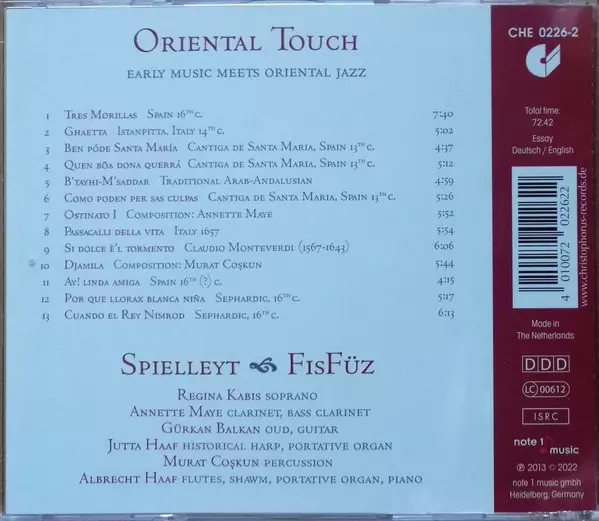 Oriental Touch
early music meets oriental jazz
1 Tres Morillas Spain 16th c. 7:40
2 Ghaetta Istanpitta, Italy 14th c. 5:02
3 Ben póde Santa María Cantiga de Santa Maria, Spain 13th c. 4:37
4 Quen bõa dona querrá Cantiga de Santa Maria, Spain 13th c. 5:12
5 B'tayhi-M'saddar Traditional Arab-Andalusian 4:59
6 Como poden per sas culpas Cantiga de Santa Maria, Spain 13th c. 5:26
7 Ostinato I Composition: Annette Maye 5:52
8 Passacalli della vita Italy 1657 5:54
9 Si dolce è'l tormento Claudio Monteverdi (1567-1643) 6:06
10 Djamila Composition: Murat Coşkun 5:44
11 Ay! linda amiga Spain 16th (?) c. 4:15
12 Por que llorax blanca niña Sephardic, 16th c. 5:17
13 Cuando el Rey Nimrod Sephardic, 16th c. 6:13
Spielleyt FisFüz
Regina Kabis soprano
Annette Maye clarinet, bass clarinet
Gürkan Balkan oud, guitar
Jutta Haaf historical harp, portative organ
Murat Coşkun percussion
Albrecht Haaf flutes, shawm, portative organ, piano
CHE 0226-2
Total time:
72:42
Essay
Deutsch / English
4 010072 022622
www.christophorus-records.de
Made in
The Netherlands
DDD
LC 00612
ISRC
note 1 music
℗ 2013 © 2022
note 1 music gmbh
Heidelberg, Germany